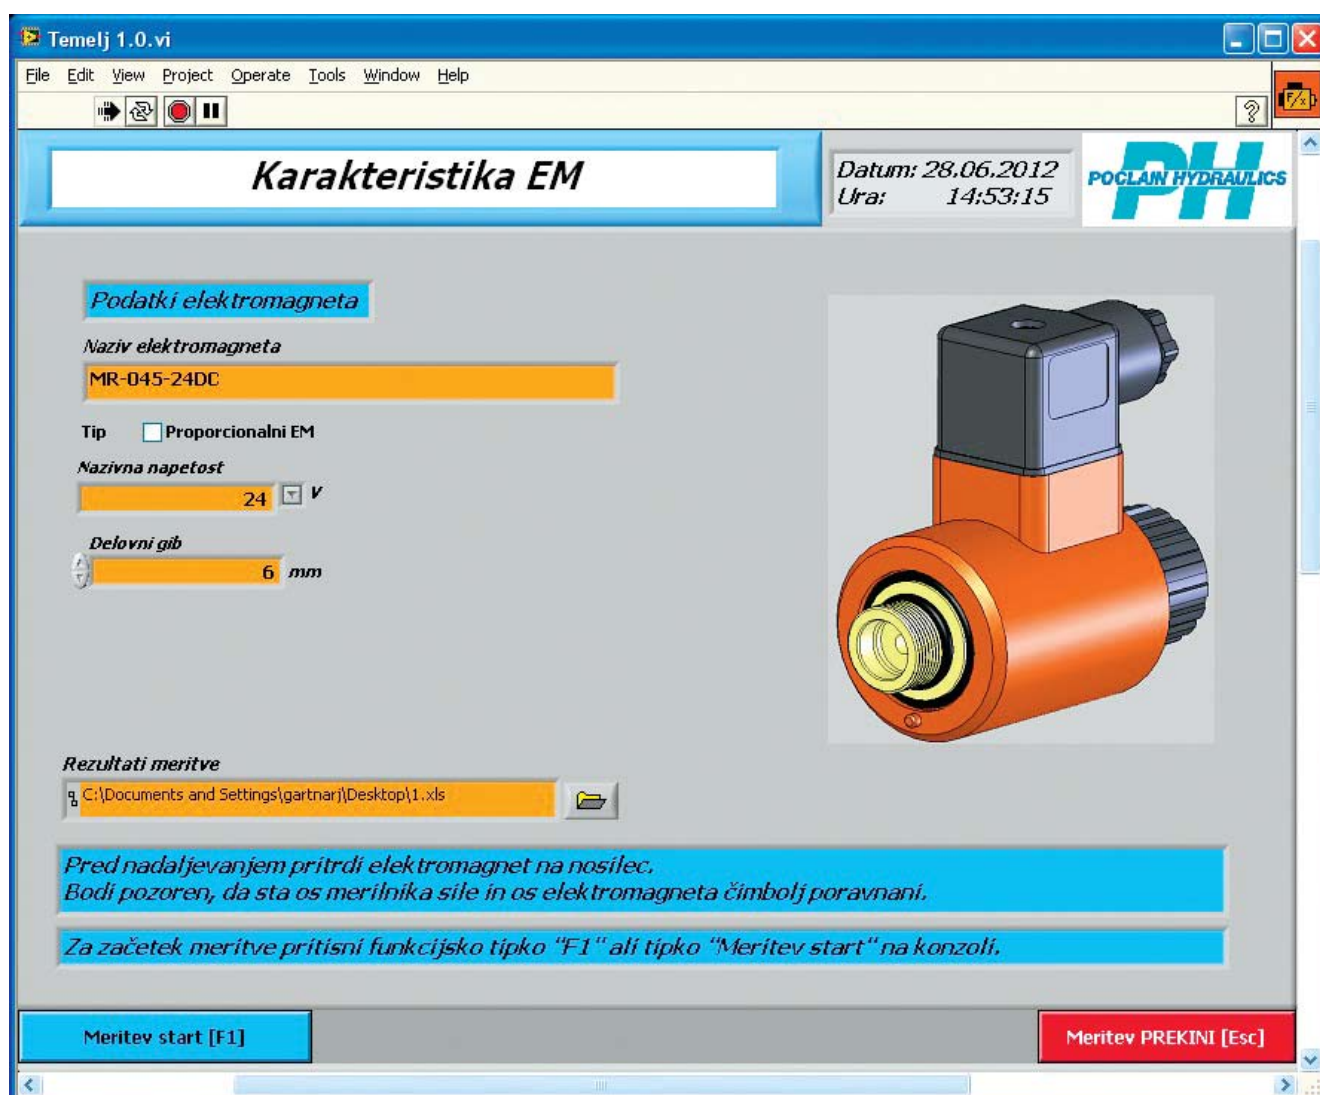 Temelj 1.0.vi
File Edit View Project Operate Tools Window Help
?
F/x
Karakteristika EM
Datum: 28.06.2012
Ura: 14:53:15
PH
POCLAIN HYDRAULICS
Podatki elektromagneta
Naziv elektromagneta
MR-045-24DC
Tip Proporcionalni EM
Nazivna napetost
24 V
Delovni gib
6 mm
Rezultati meritve
C:\Documents and Settings\gartnarj\Desktop\1.xls
Pred nadaljevanjem pritrdi elektromagnet na nosilec.
Bodi pozoren, da sta os merilnika sile in os elektromagneta čimbolj poravnani.
Za začetek meritve pritisni funkcijsko tipko "F1" ali tipko "Meritev start" na konzoli.
Meritev start [F1]
Meritev PREKINI [Esc]